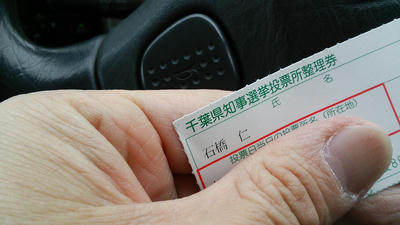 千葉県知事選挙投票所整理券
氏 名
石橋 仁
投票日当日の投票所名(所在地)